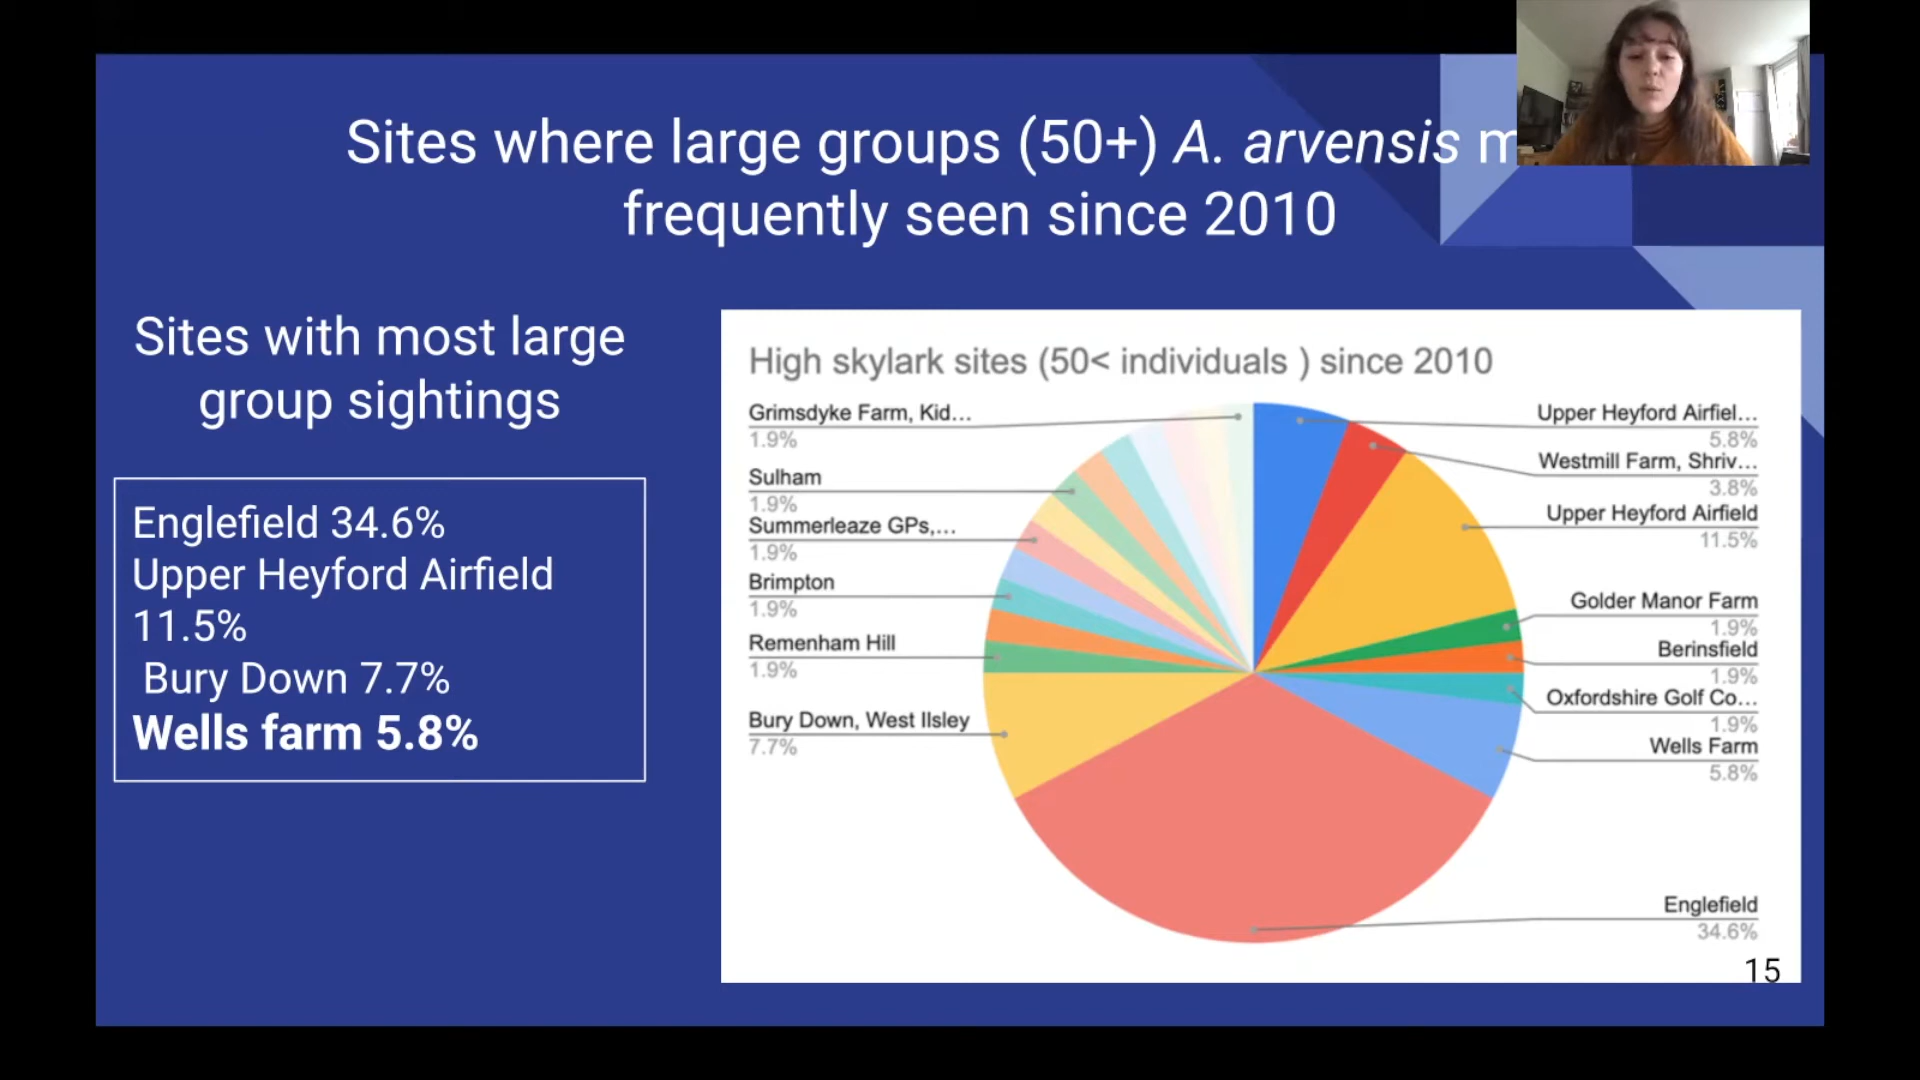 Sites where large groups (50+) A. arvensis
frequently seen since 2010
Sites with most large
group sightings
Englefield 34.6%
Upper Heyford Airfield
11.5%
Bury Down 7.7%
Wells farm 5.8%
High skylark sites (50< individuals ) since 2010
Grimsdyke Farm, Kid...
1.9%
Sulham
1.9%
Summerleaze GPs,...
1.9%
Brimpton
1.9%
Remenham Hill
1.9%
Bury Down, West Ilsley
7.7%
Upper Heyford Airfiel...
5.8%
Westmill Farm, Shriv...
3.8%
Upper Heyford Airfield
11.5%
Golder Manor Farm
1.9%
Berinsfield
1.9%
Oxfordshire Golf Co...
1.9%
Wells Farm
5.8%
Englefield
34.6%
15